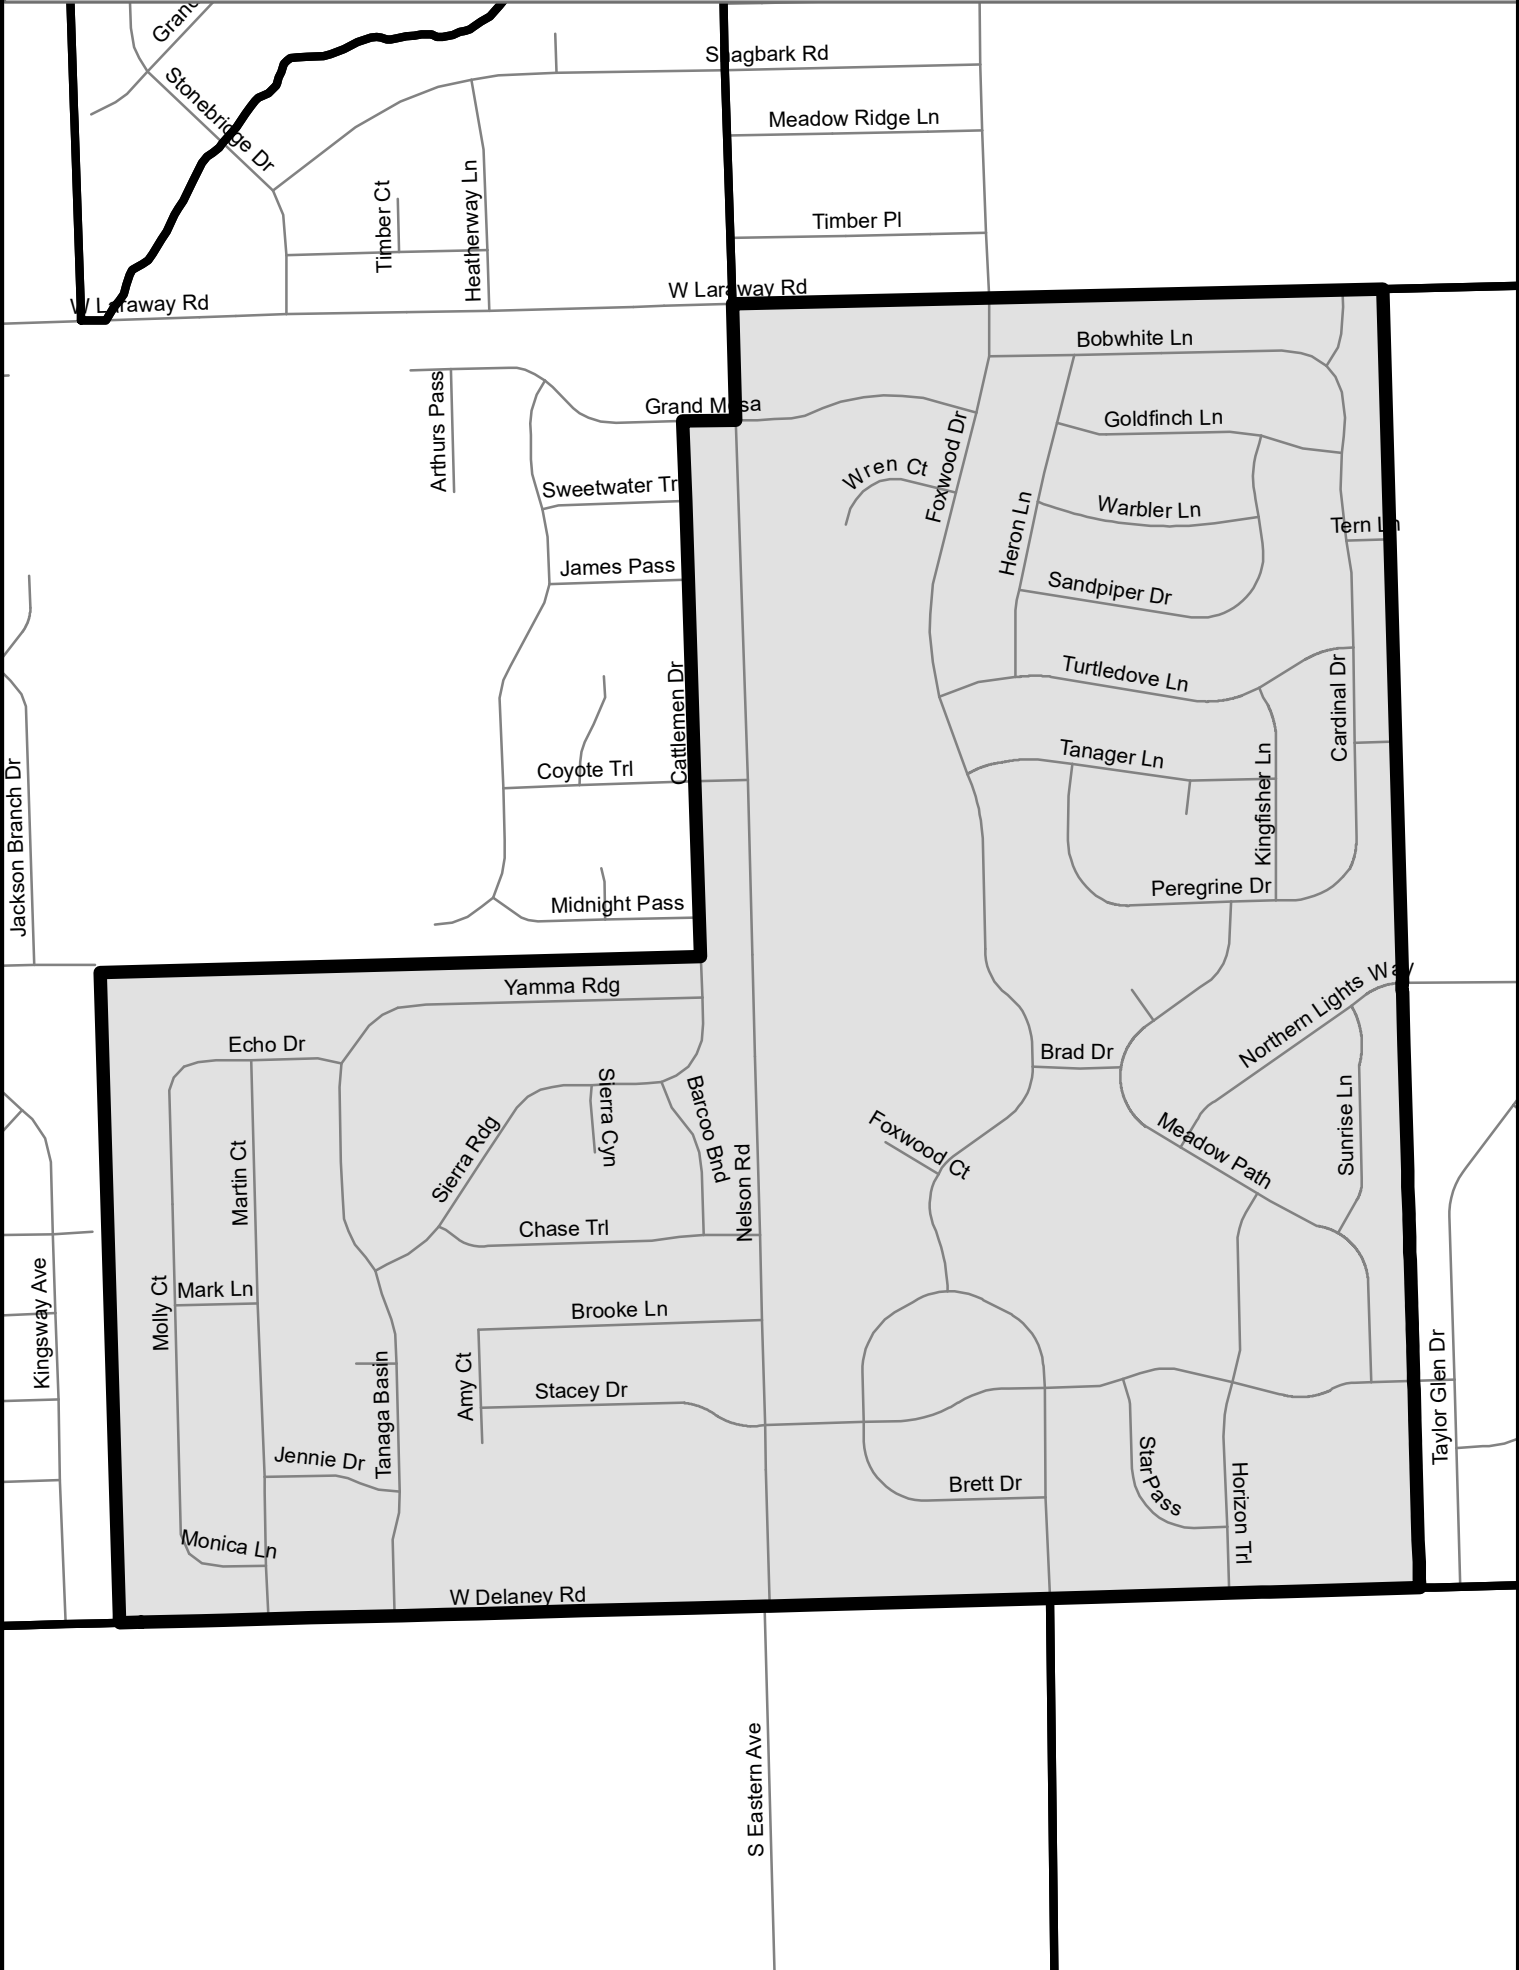 Grand
Stonebridge Dr
Shagbark Rd
Meadow Ridge Ln
Timber Ct
Heatherway Ln
Timber Pl
W Laraway Rd
W Laraway Rd
Bobwhite Ln
Arthurs Pass
Grand Mesa
Goldfinch Ln
Foxwood Dr
Wren Ct
Sweetwater Trl
Heron Ln
Warbler Ln
Tern Ln
James Pass
Sandpiper Dr
Cattlemen Dr
Turtledove Ln
Cardinal Dr
Coyote Trl
Tanager Ln
Kingfisher Ln
Jackson Branch Dr
Midnight Pass
Peregrine Dr
Yamma Rdg
Northern Lights Way
Echo Dr
Brad Dr
Sierra Cyn
Barcoo Bnd
Sierra Rdg
Martin Ct
Foxwood Ct
Meadow Path
Sunrise Ln
Nelson Rd
Chase Trl
Kingsway Ave
Molly Ct
Mark Ln
Brooke Ln
Tanaga Basin
Amy Ct
Stacey Dr
Taylor Glen Dr
Jennie Dr
Star Pass
Brett Dr
Horizon Trl
Monica Ln
W Delaney Rd
S Eastern Ave